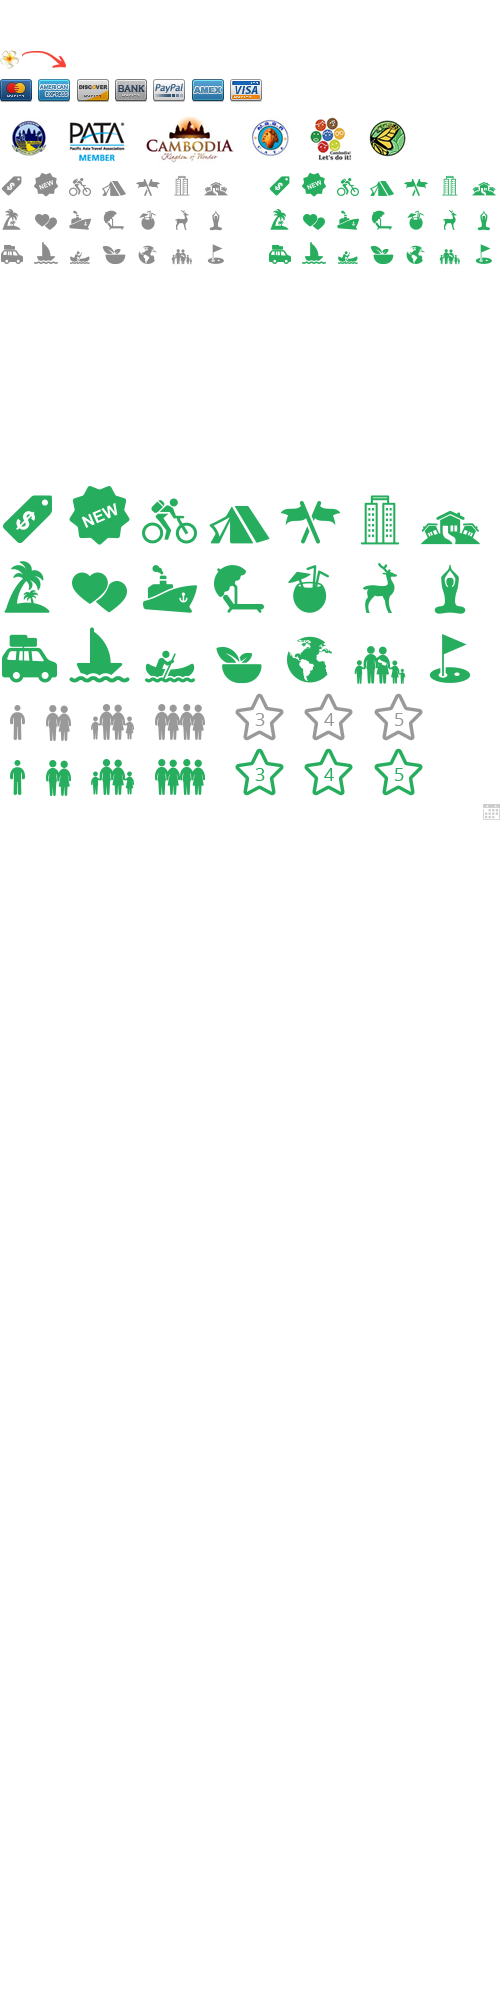 AMERICAN EXPRESS DISCOVER BANK PayPal AMEX VISA
PATA
Pacific Asia Travel Association
MEMBER
CAMBODIA
Kingdom of Wonder
Cambodia!
Let's do it!
$ NEW $ NEW
$ NEW
3 4 5
3 4 5